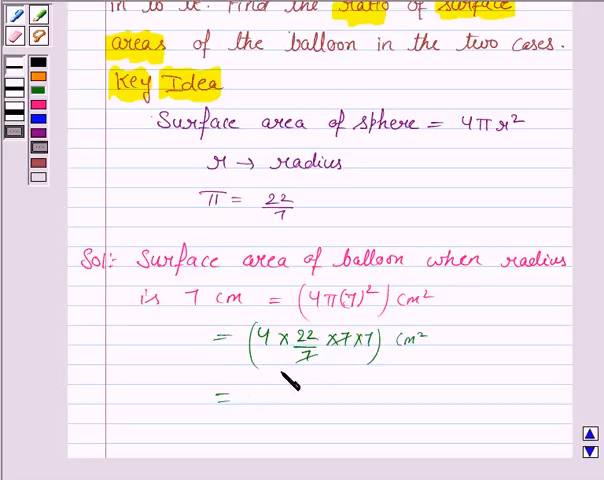 in to it. Find the ratio of surface
areas of the balloon in the two cases.
Key Idea
Surface area of sphere = 4πr²
r → radius
π = 22/7
Sol:- Surface area of balloon when radius
is 7 cm = (4π(7)²) cm²
= (4 × 22/7 × 7 × 7) cm²
=